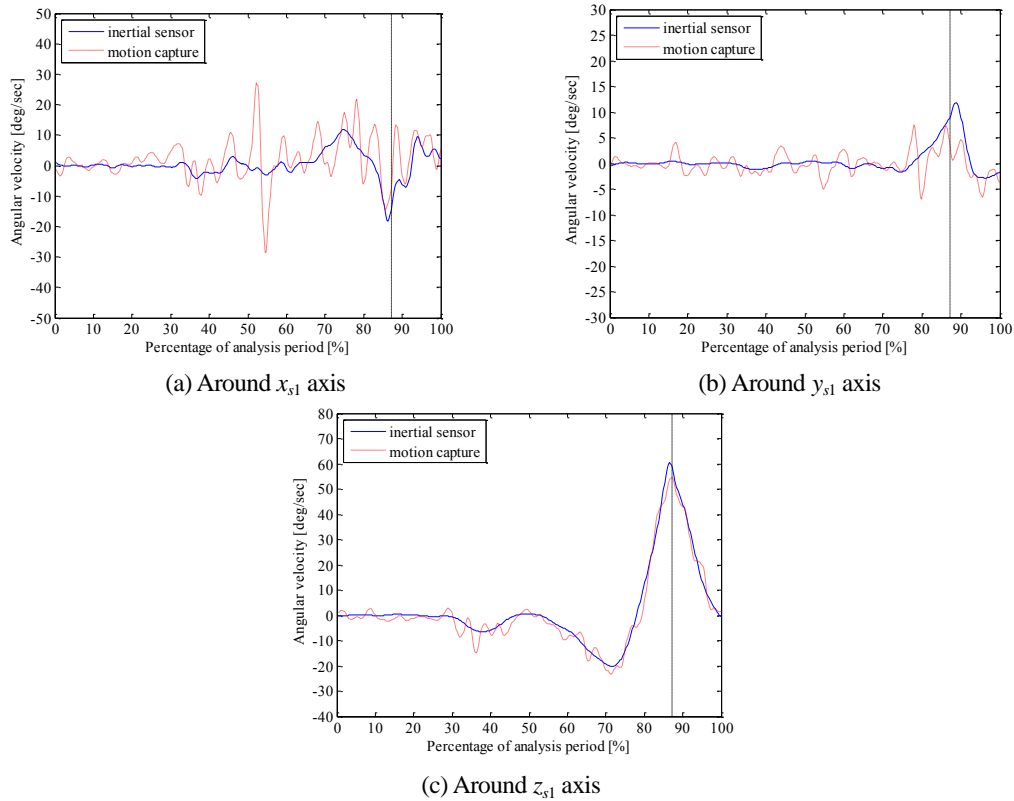 50
40
30
20
10
0
-10
-20
-30
-40
-50
Angular velocity [deg/sec]
inertial sensor
motion capture
0 10 20 30 40 50 60 70 80 90 100
Percentage of analysis period [%]
(a) Around xs1 axis
30
25
20
15
10
5
0
-5
-10
-15
-20
-25
-30
Angular velocity [deg/sec]
inertial sensor
motion capture
0 10 20 30 40 50 60 70 80 90 100
Percentage of analysis period [%]
(b) Around ys1 axis
80
70
60
50
40
30
20
10
0
-10
-20
-30
-40
Angular velocity [deg/sec]
inertial sensor
motion capture
0 10 20 30 40 50 60 70 80 90 100
Percentage of analysis period [%]
(c) Around zs1 axis